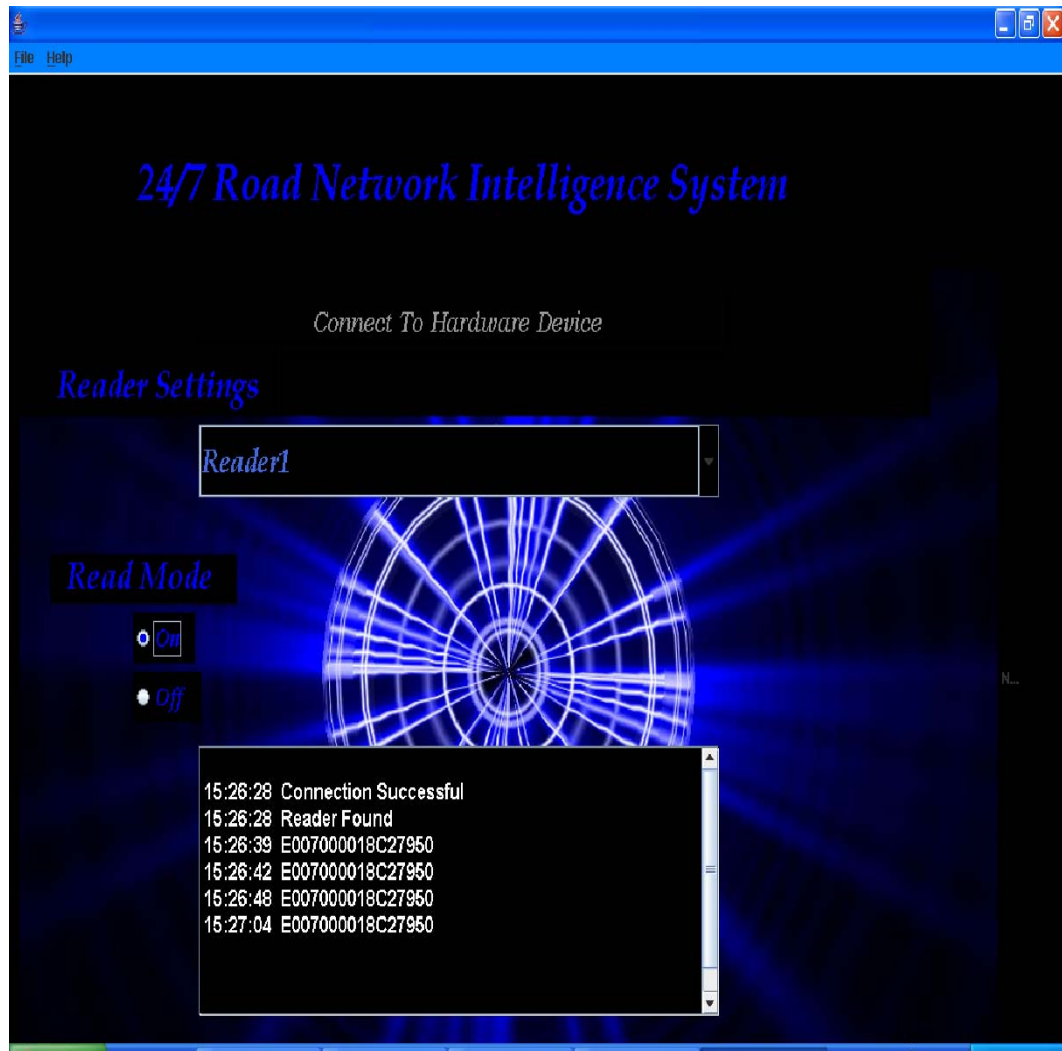 File Help
24/7 Road Network Intelligence System
Connect To Hardware Device
Reader Settings
Reader1
Read Mode
On
Off
N...
15:26:28 Connection Successful
15:26:28 Reader Found
15:26:39 E007000018C27950
15:26:42 E007000018C27950
15:26:48 E007000018C27950
15:27:04 E007000018C27950